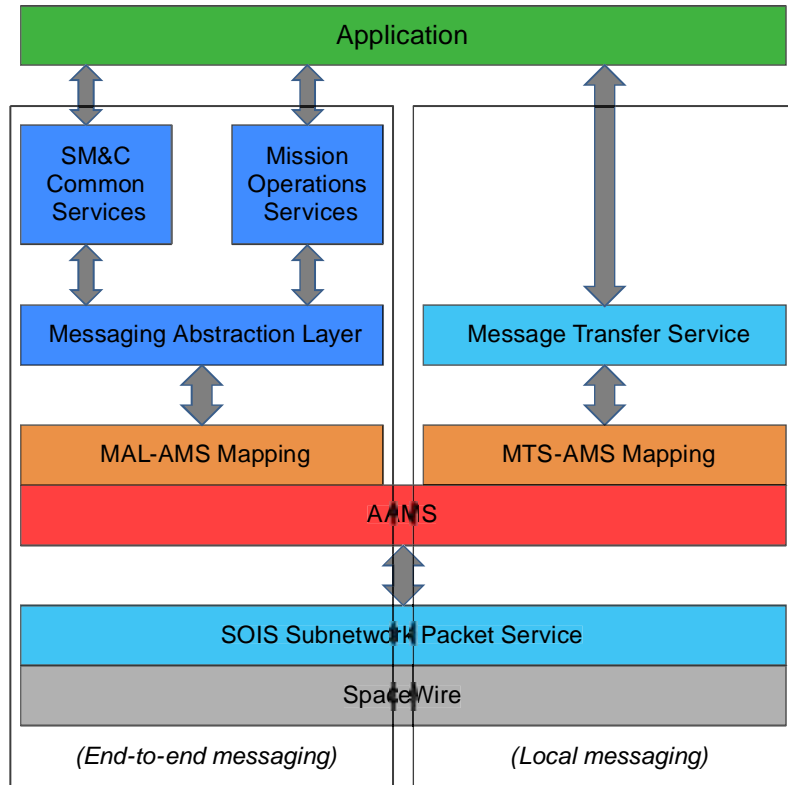 Application
SM&C
Common
Services
Mission
Operations
Services
Messaging Abstraction Layer
Message Transfer Service
MAL-AMS Mapping
MTS-AMS Mapping
AAMS
SOIS Subnetwork Packet Service
SpaceWire
(End-to-end messaging)
(Local messaging)